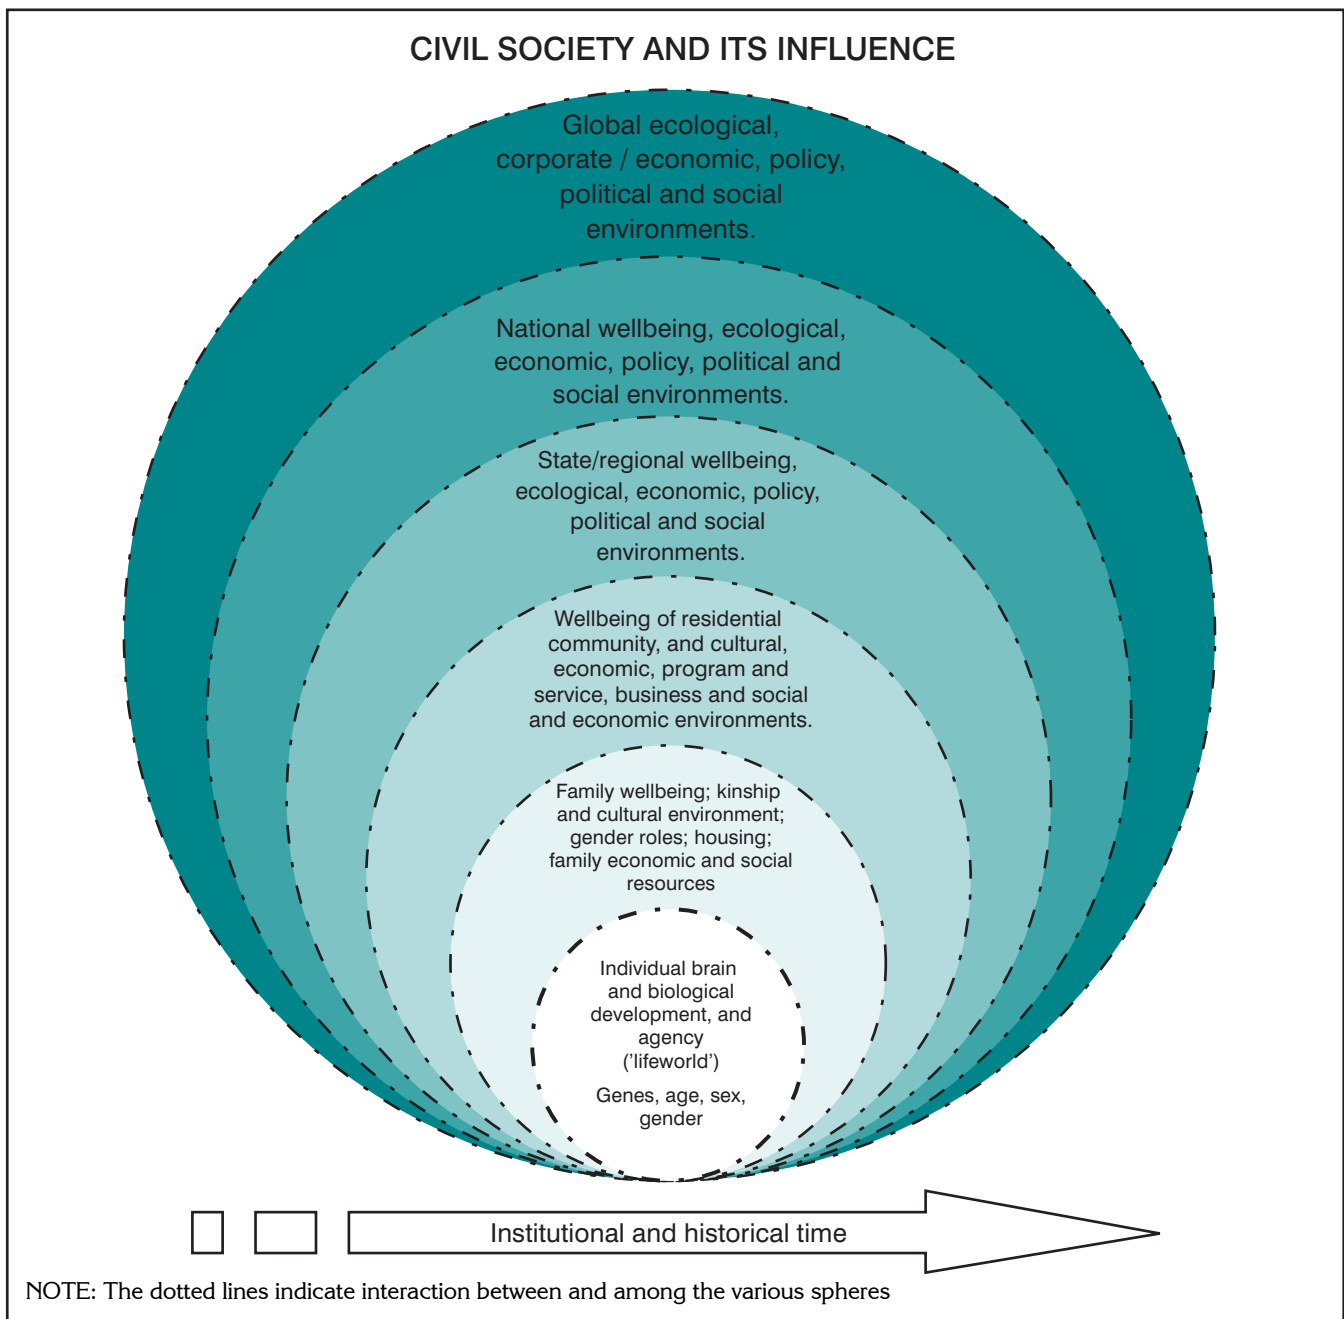 CIVIL SOCIETY AND ITS INFLUENCE
Global ecological,
corporate / economic, policy,
political and social
environments.
National wellbeing, ecological,
economic, policy, political and
social environments.
State/regional wellbeing,
ecological, economic, policy,
political and social
environments.
Wellbeing of residential
community, and cultural,
economic, program and
service, business and social
and economic environments.
Family wellbeing; kinship
and cultural environment;
gender roles; housing;
family economic and social
resources
Individual brain
and biological
development, and
agency
('lifeworld')
Genes, age, sex,
gender
Institutional and historical time
NOTE: The dotted lines indicate interaction between and among the various spheres